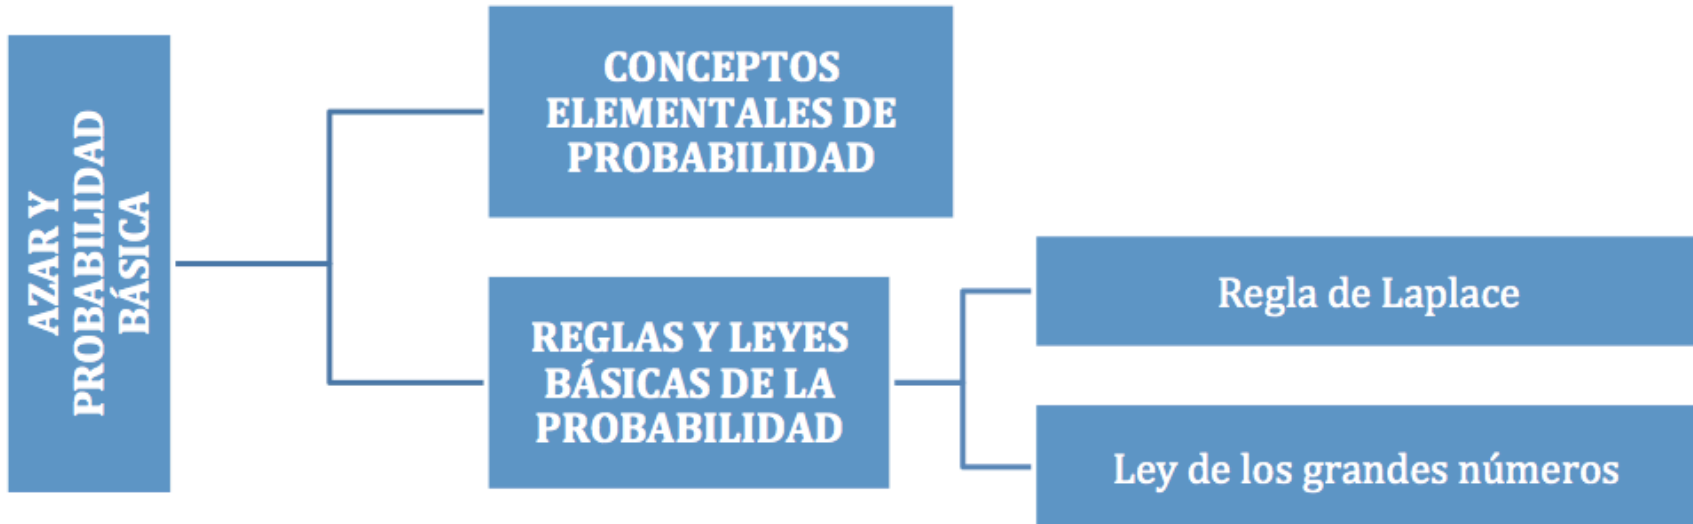 AZAR Y
PROBABILIDAD
BÁSICA
CONCEPTOS
ELEMENTALES DE
PROBABILIDAD
REGLAS Y LEYES
BÁSICAS DE LA
PROBABILIDAD
Regla de Laplace
Ley de los grandes números